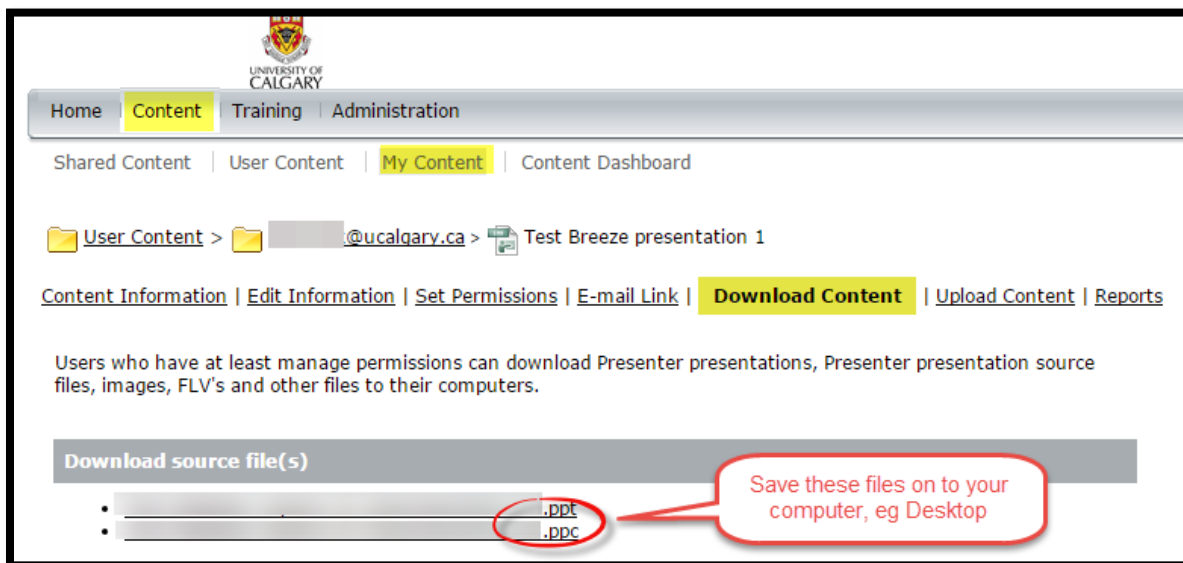 UNIVERSITY OF
CALGARY
Home | Content | Training | Administration
Shared Content | User Content | My Content | Content Dashboard
User Content > @ucalgary.ca > Test Breeze presentation 1
Content Information | Edit Information | Set Permissions | E-mail Link | Download Content | Upload Content | Reports
Users who have at least manage permissions can download Presenter presentations, Presenter presentation source
files, images, FLV's and other files to their computers.
Download source file(s)
Save these files on to your
computer, eg Desktop
.ppt
.ppc